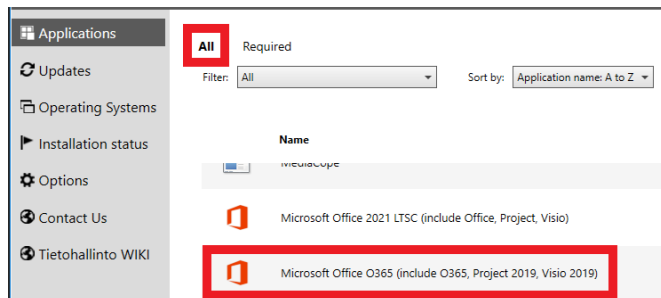 Applications
Updates
Operating Systems
Installation status
Options
Contact Us
Tietohallinto WIKI
All Required
Filter: All Sort by: Application name: A to Z
Name
MediaCope
Microsoft Office 2021 LTSC (include Office, Project, Visio)
Microsoft Office O365 (include O365, Project 2019, Visio 2019)